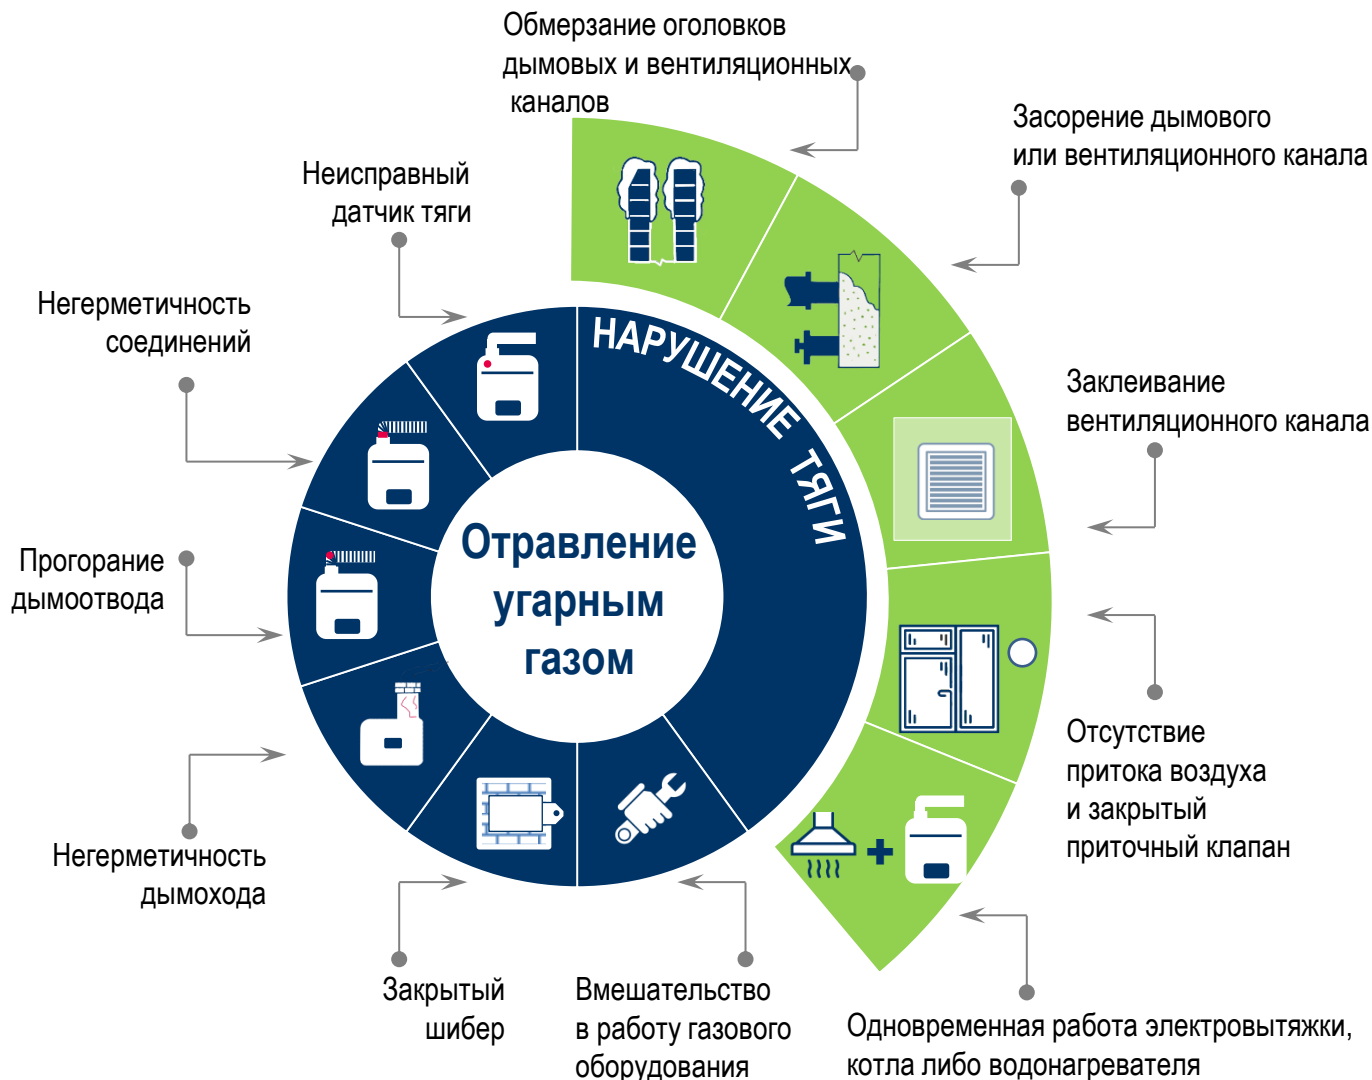 Обмерзание оголовков
дымовых и вентиляционных
каналов
Засорение дымового
или вентиляционного канала
Неисправный
датчик тяги
Негерметичность
соединений
НАРУШЕНИЕ ТЯГИ
Заклеивание
вентиляционного канала
Отравление
угарным
газом
Прогорание
дымоотвода
Отсутствие
притока воздуха
и закрытый
приточный клапан
Негерметичность
дымохода
Закрытый
шибер
Вмешательство
в работу газового
оборудования
Одновременная работа электровытяжки,
котла либо водонагревателя